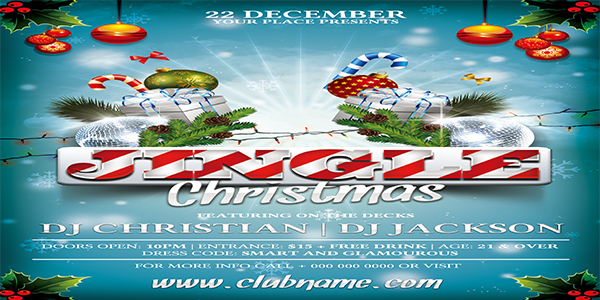 22 DECEMBER
YOUR PLACE PRESENTS
JINGLE
Christmas
FEATURING ON THE DECKS
DJ CHRISTIAN | DJ JACKSON
DOORS OPEN: 10PM | ENTRANCE: $15 + FREE DRINK | AGE: 21 & OVER
DRESS CODE: SMART AND GLAMOUROUS
FOR MORE INFO CALL + 000 0000 0000 OR VISIT
www.clubname.com